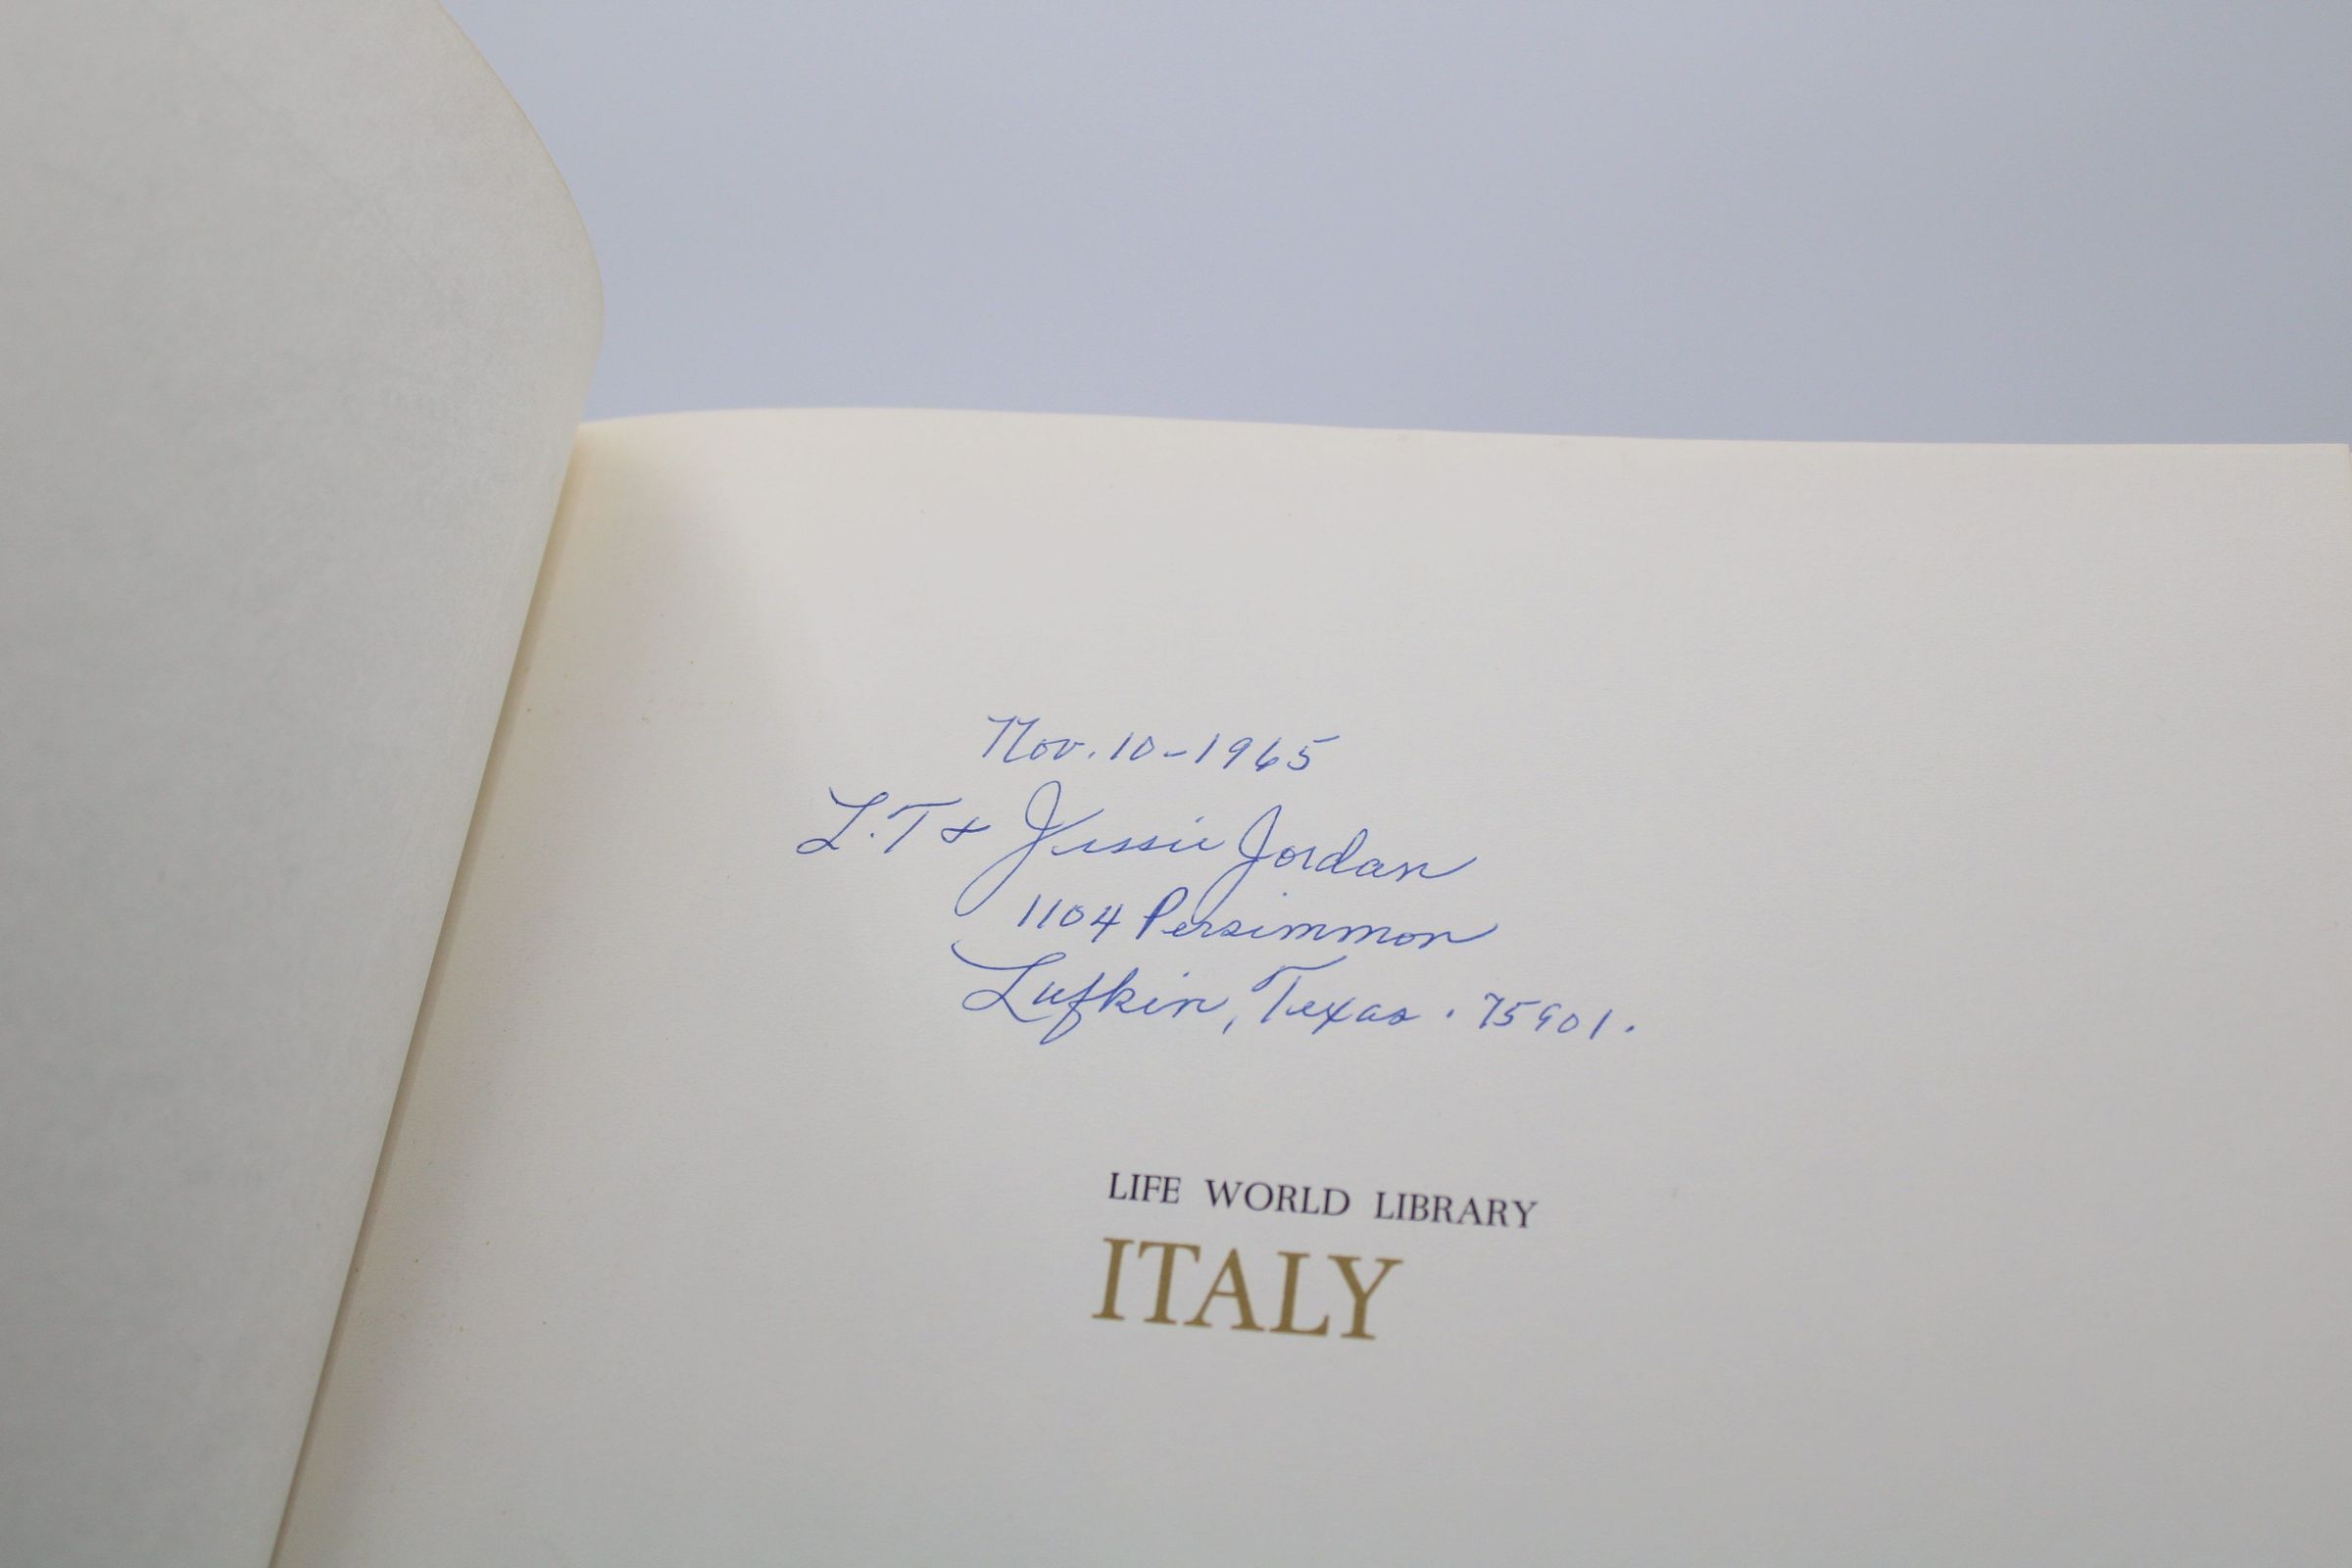 Nov. 10-1965
L.T & Jessie Jordan
1104 Persimmon
Lufkin, Texas. 75901.
LIFE WORLD LIBRARY
ITALY